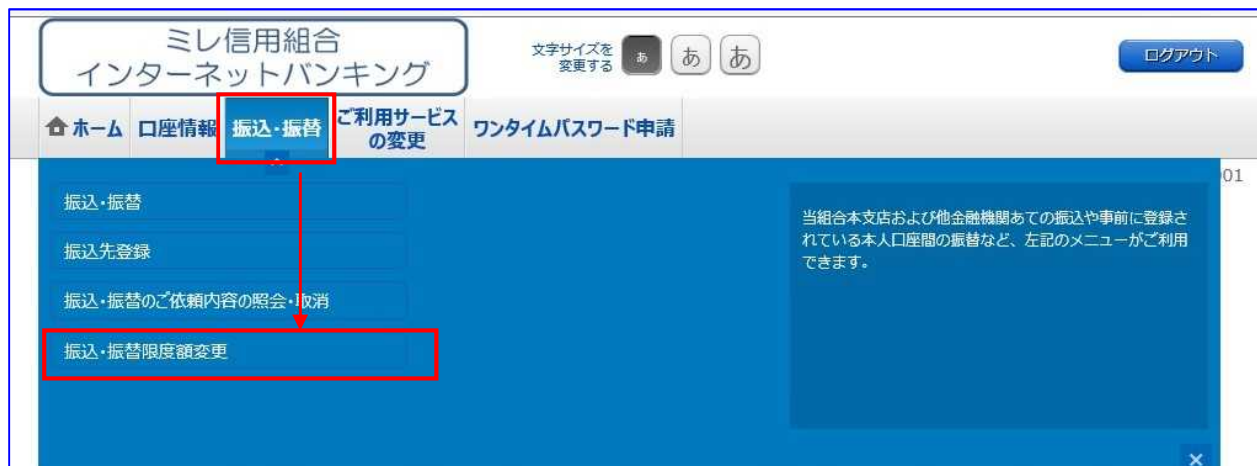 ミレ信用組合
インターネットバンキング
文字サイズを
変更する
あ
あ
あ
ログアウト
ホーム
口座情報
振込・振替
ご利用サービス
の変更
ワンタイムパスワード申請
01
振込・振替
振込先登録
振込・振替のご依頼内容の照会・取消
振込・振替限度額変更
当組合本支店および他金融機関あての振込や事前に登録さ
れている本人口座間の振替など、左記のメニューがご利用
できます。